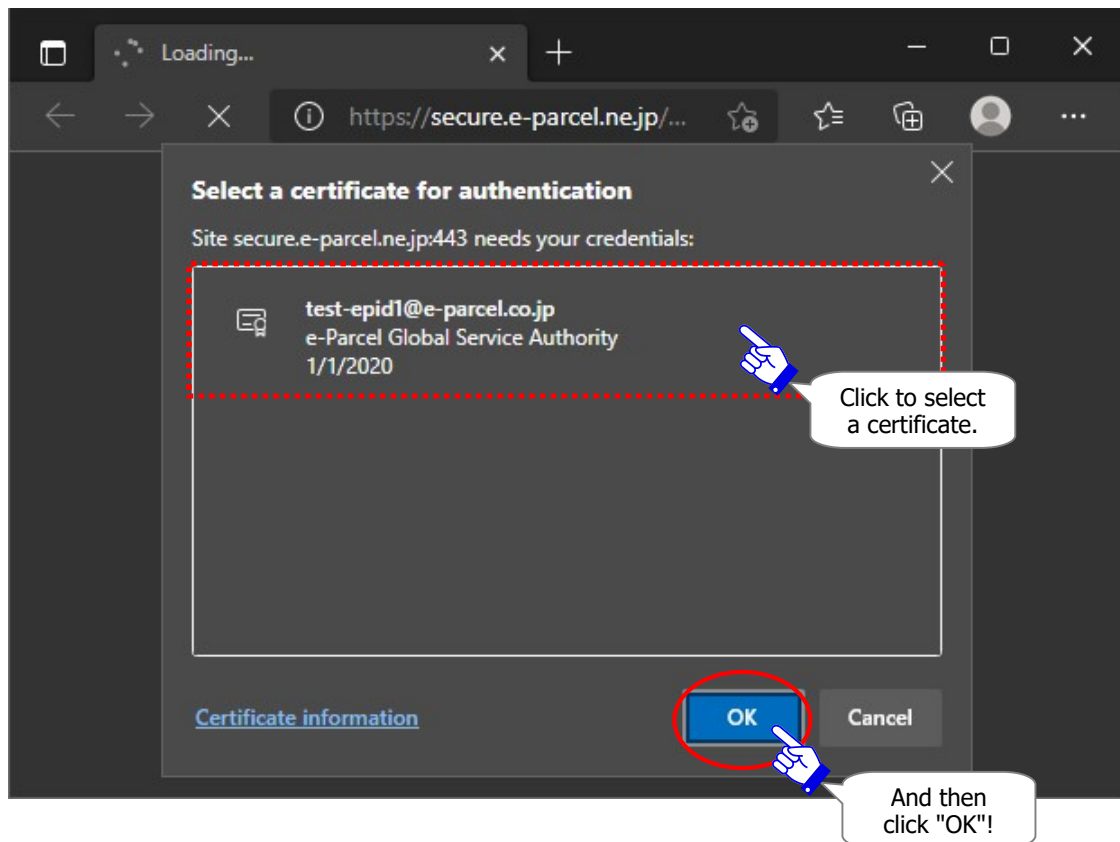 Loading...
https://secure.e-parcel.ne.jp/...
Select a certificate for authentication
Site secure.e-parcel.ne.jp:443 needs your credentials:
test-epid1@e-parcel.co.jp
e-Parcel Global Service Authority
1/1/2020
Click to select
a certificate.
Certificate information
OK
Cancel
And then
click "OK"!